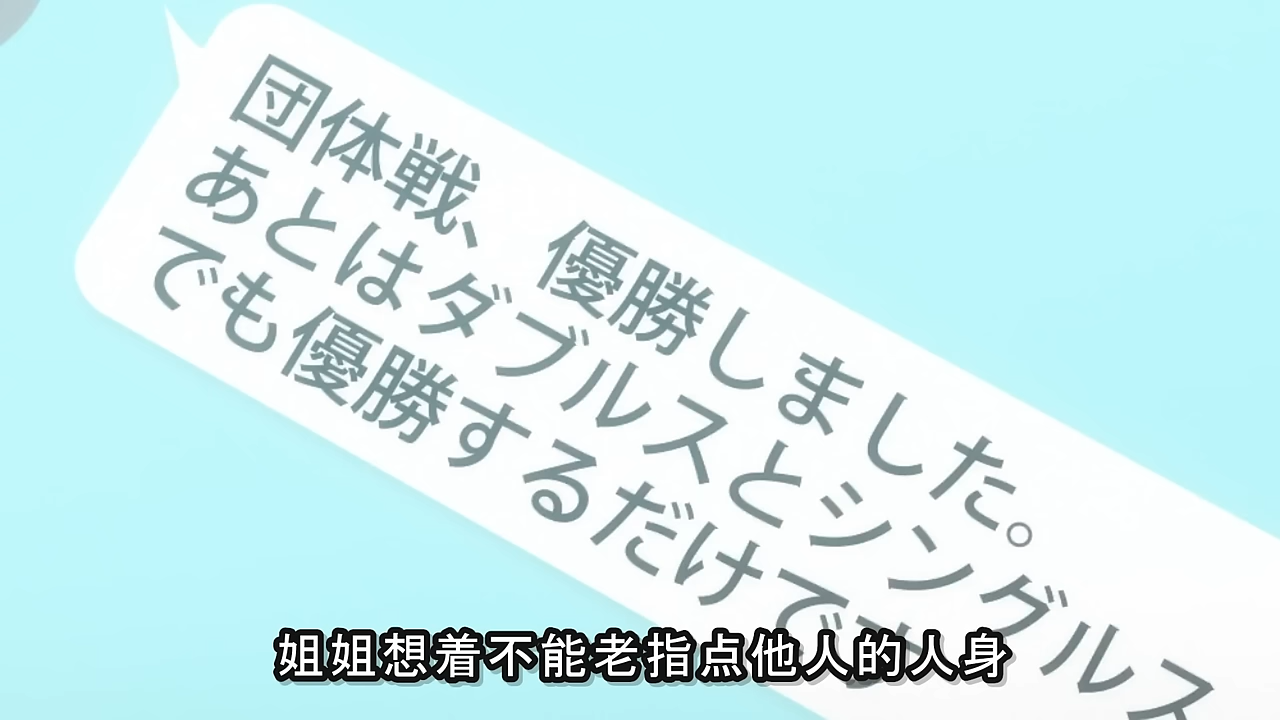 団体戦、優勝しました。
あとはダブルスとシングルス
でも優勝するだけです
姐姐想着不能老指点他人的人身